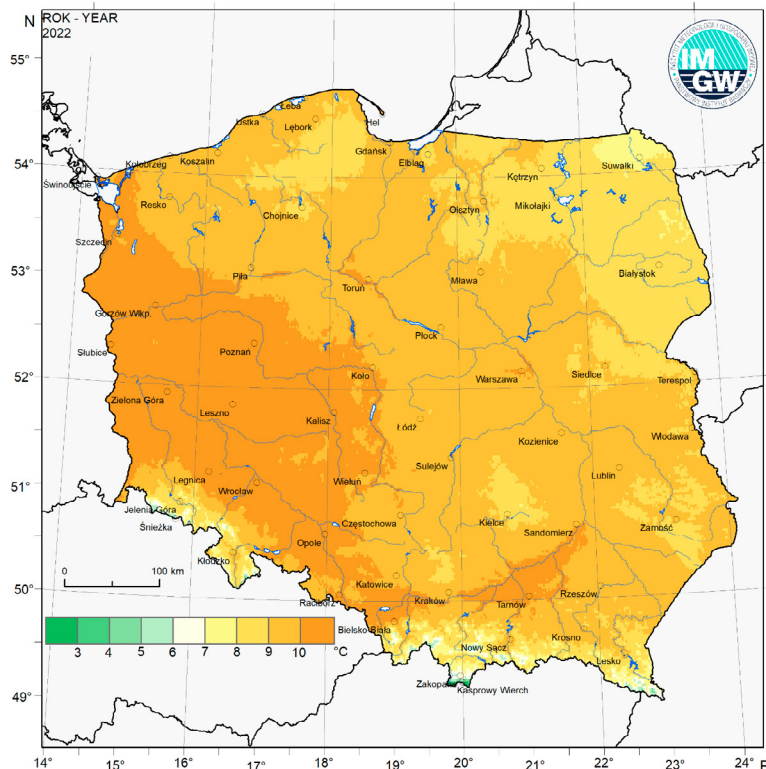 N
ROK - YEAR
2022
INSTYTUT METEOROLOGII I GOSPODARKI WODNEJ
IM
GW
55°
Łeba
Ustka
Lębork
Hel
Gdańsk
Elbląg
54°
Kołobrzeg
Koszalin
Kętrzyn
Suwałki
Świnoujście
Resko
Chojnice
Olsztyn
Mikołajki
Szczecin
53°
Piła
Toruń
Mława
Białystok
Gorzów Wlkp.
Płock
Słubice
Poznań
52°
Koło
Warszawa
Siedlce
Terespol
Zielona Góra
Leszno
Kalisz
Łódź
Kozienice
Włodawa
51°
Legnica
Wrocław
Wieluń
Sulejów
Lublin
Jelenia Góra
Śnieżka
Częstochowa
Kielce
Sandomierz
Zamość
Opole
Kłodzko
50°
0
100 km
Katowice
Racibórz
Kraków
Tarnów
Rzeszów
Bielsko-Biała
3 4 5 6 7 8 9 10 °C
Nowy Sącz
Krosno
Lesko
49°
Zakopane
Kasprowy Wierch
14° 15° 16° 17° 18° 19° 20° 21° 22° 23° 24° E